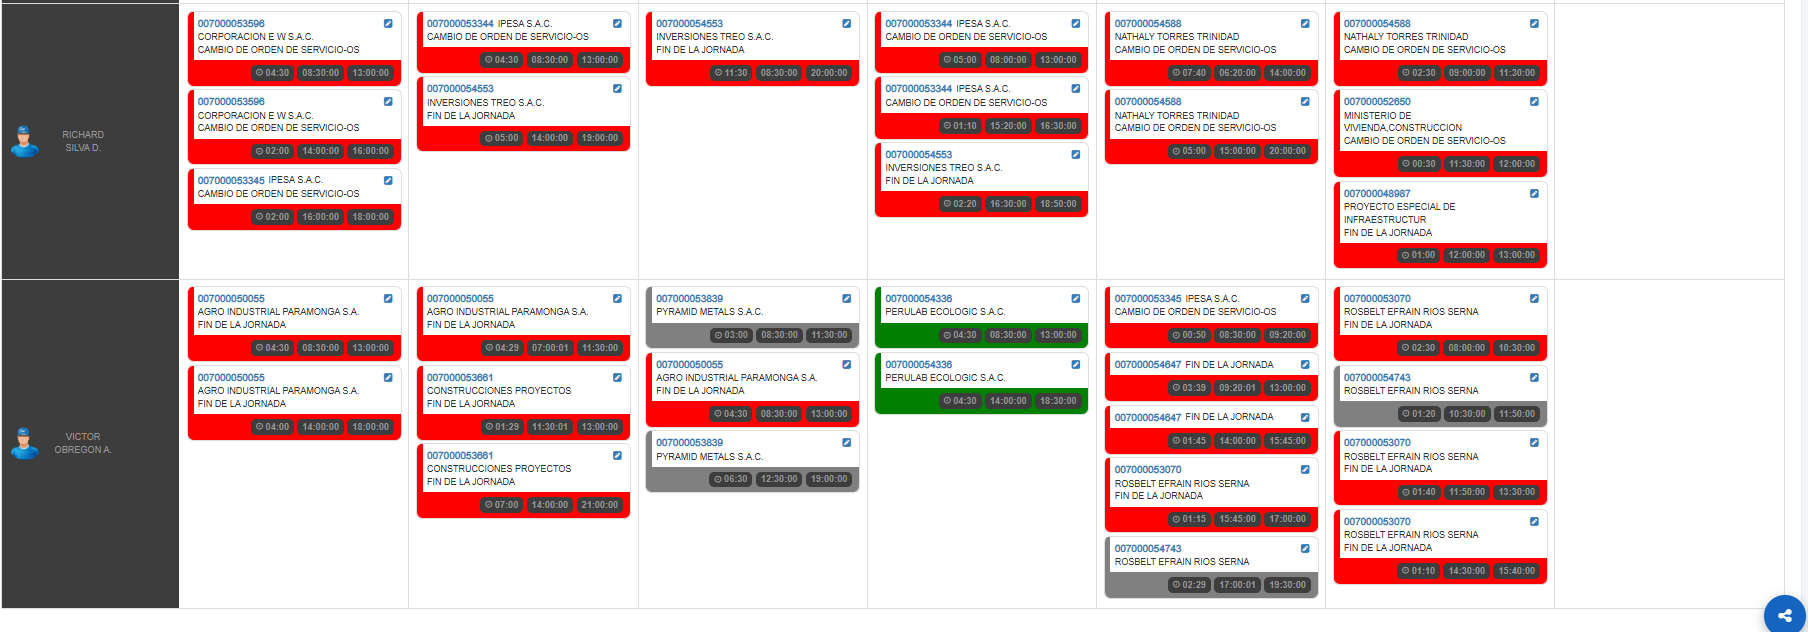 RICHARD
SILVA D.
007000053596
CORPORACION E W S.A.C.
CAMBIO DE ORDEN DE SERVICIO-OS
04:30 08:30:00 13:00:00
007000053596
CORPORACION E W S.A.C.
CAMBIO DE ORDEN DE SERVICIO-OS
02:00 14:00:00 16:00:00
007000053345 IPESA S.A.C.
CAMBIO DE ORDEN DE SERVICIO-OS
02:00 16:00:00 18:00:00
007000053344 IPESA S.A.C.
CAMBIO DE ORDEN DE SERVICIO-OS
04:30 08:30:00 13:00:00
007000054553
INVERSIONES TREO S.A.C.
FIN DE LA JORNADA
05:00 14:00:00 19:00:00
007000054553
INVERSIONES TREO S.A.C.
FIN DE LA JORNADA
11:30 08:30:00 20:00:00
007000053344 IPESA S.A.C.
CAMBIO DE ORDEN DE SERVICIO-OS
05:00 08:00:00 13:00:00
007000053344 IPESA S.A.C.
CAMBIO DE ORDEN DE SERVICIO-OS
01:10 15:20:00 16:30:00
007000054553
INVERSIONES TREO S.A.C.
FIN DE LA JORNADA
02:20 16:30:00 18:50:00
007000054588
NATHALY TORRES TRINIDAD
CAMBIO DE ORDEN DE SERVICIO-OS
07:40 06:20:00 14:00:00
007000054588
NATHALY TORRES TRINIDAD
CAMBIO DE ORDEN DE SERVICIO-OS
05:00 15:00:00 20:00:00
007000054588
NATHALY TORRES TRINIDAD
CAMBIO DE ORDEN DE SERVICIO-OS
02:30 09:00:00 11:30:00
007000052650
MINISTERIO DE
VIVIENDA,CONSTRUCCION
CAMBIO DE ORDEN DE SERVICIO-OS
00:30 11:30:00 12:00:00
007000048987
PROYECTO ESPECIAL DE
INFRAESTRUCTUR
FIN DE LA JORNADA
01:00 12:00:00 13:00:00
VICTOR
OBREGON A.
007000050055
AGRO INDUSTRIAL PARAMONGA S.A.
FIN DE LA JORNADA
04:30 08:30:00 13:00:00
007000050055
AGRO INDUSTRIAL PARAMONGA S.A.
FIN DE LA JORNADA
04:00 14:00:00 18:00:00
007000050055
AGRO INDUSTRIAL PARAMONGA S.A.
FIN DE LA JORNADA
04:29 07:00:01 11:30:00
007000053661
CONSTRUCCIONES PROYECTOS
FIN DE LA JORNADA
01:29 11:30:01 13:00:00
007000053661
CONSTRUCCIONES PROYECTOS
FIN DE LA JORNADA
07:00 14:00:00 21:00:00
007000053839
PYRAMID METALS S.A.C.
03:00 08:30:00 11:30:00
007000050055
AGRO INDUSTRIAL PARAMONGA S.A.
FIN DE LA JORNADA
04:30 08:30:00 13:00:00
007000053839
PYRAMID METALS S.A.C.
06:30 12:30:00 19:00:00
007000054336
PERULAB ECOLOGIC S.A.C.
04:30 08:30:00 13:00:00
007000054336
PERULAB ECOLOGIC S.A.C.
04:30 14:00:00 18:30:00
007000053345 IPESA S.A.C.
CAMBIO DE ORDEN DE SERVICIO-OS
00:50 08:30:00 09:20:00
007000054647 FIN DE LA JORNADA
03:39 09:20:01 13:00:00
007000054647 FIN DE LA JORNADA
01:45 14:00:00 15:45:00
007000053070
ROSBELT EFRAIN RIOS SERNA
FIN DE LA JORNADA
01:15 15:45:00 17:00:00
007000054743
ROSBELT EFRAIN RIOS SERNA
02:29 17:00:01 19:30:00
007000053070
ROSBELT EFRAIN RIOS SERNA
FIN DE LA JORNADA
02:30 08:00:00 10:30:00
007000054743
ROSBELT EFRAIN RIOS SERNA
01:20 10:30:00 11:50:00
007000053070
ROSBELT EFRAIN RIOS SERNA
FIN DE LA JORNADA
01:40 11:50:00 13:30:00
007000053070
ROSBELT EFRAIN RIOS SERNA
FIN DE LA JORNADA
01:10 14:30:00 15:40:00